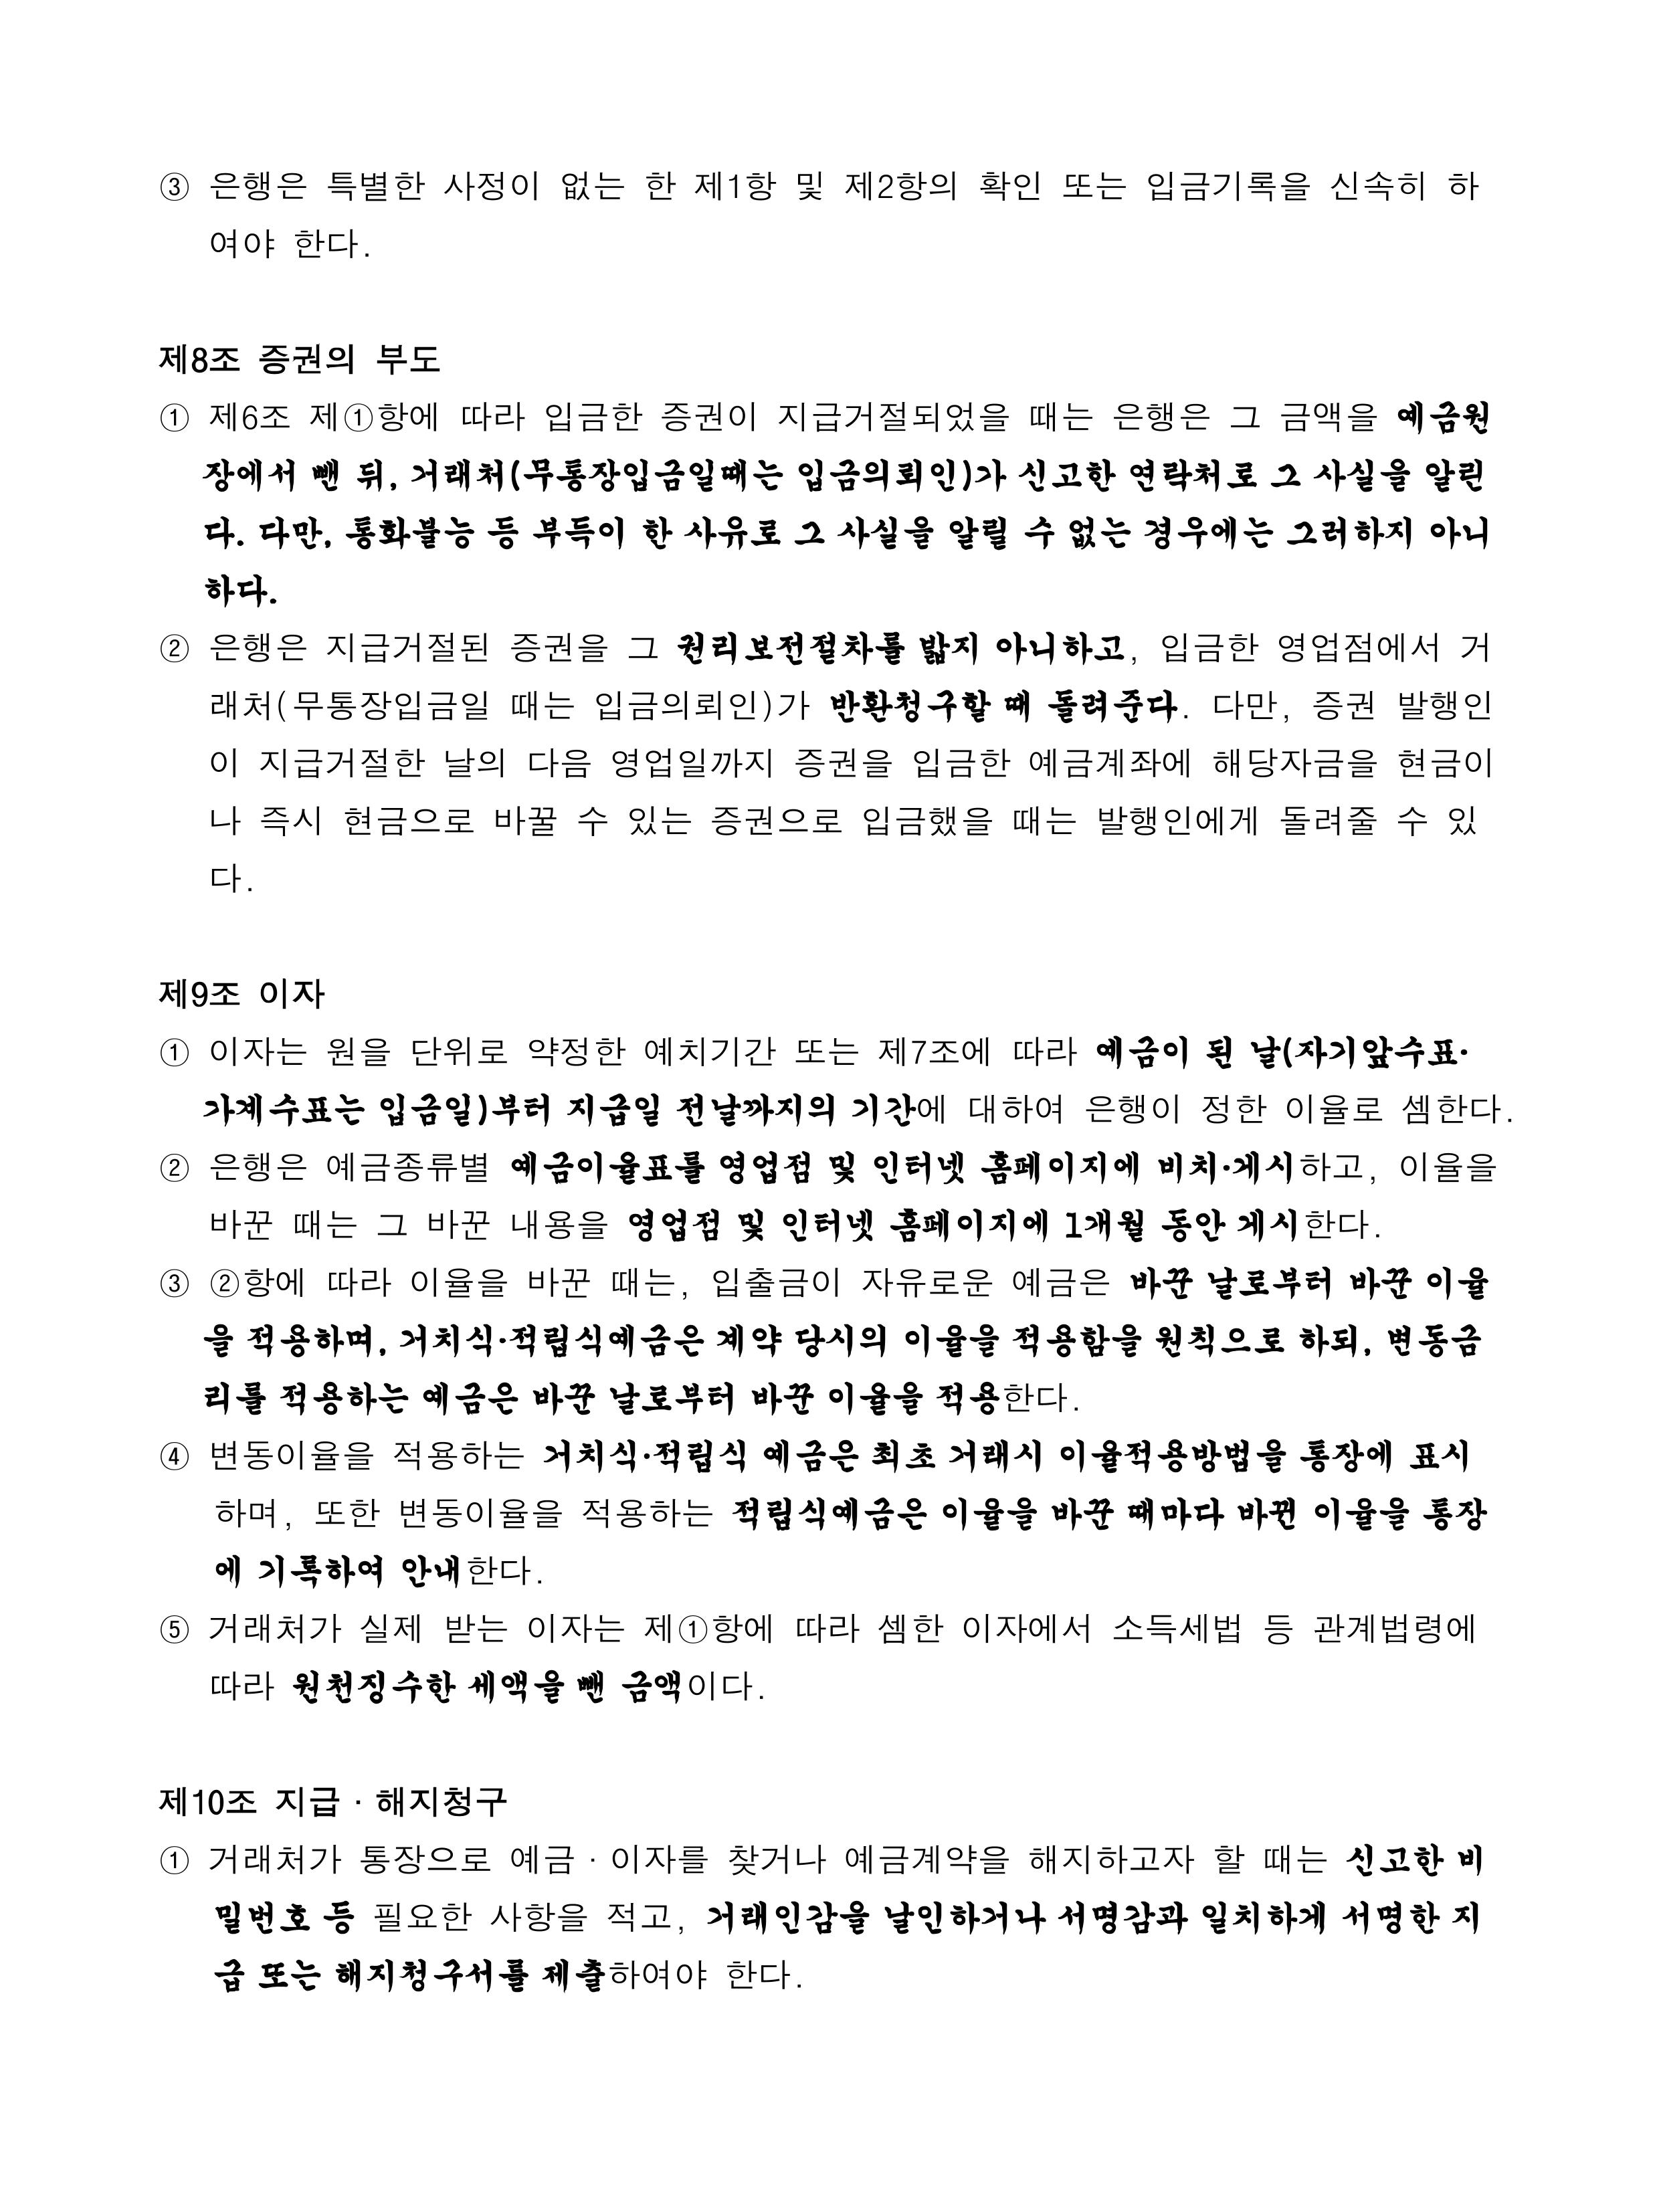 ③ 은행은 특별한 사정이 없는 한 제1항 및 제2항의 확인 또는 입금기록을 신속히 하
여야 한다.
제8조 증권의 부도
① 제6조 제①항에 따라 입금한 증권이 지급거절되었을 때는 은행은 그 금액을 예금원
장에서 뺀 뒤, 거래처(무통장입금일때는 입금의뢰인)가 신고한 연락처로 그 사실을 알린
다. 다만, 통화불능 등 부득이 한 사유로 그 사실을 알릴 수 없는 경우에는 그러하지 아니
하다.
② 은행은 지급거절된 증권을 그 권리보전절차를 밟지 아니하고, 입금한 영업점에서 거
래처(무통장입금일 때는 입금의뢰인)가 반환청구할 때 돌려준다. 다만, 증권 발행인
이 지급거절한 날의 다음 영업일까지 증권을 입금한 예금계좌에 해당자금을 현금이
나 즉시 현금으로 바꿀 수 있는 증권으로 입금했을 때는 발행인에게 돌려줄 수 있
다.
제9조 이자
① 이자는 원을 단위로 약정한 예치기간 또는 제7조에 따라 예금이 된 날(자기앞수표·
가계수표는 입금일)부터 지급일 전날까지의 기간에 대하여 은행이 정한 이율로 셈한다.
② 은행은 예금종류별 예금이율표를 영업점 및 인터넷 홈페이지에 비치·게시하고, 이율을
바꾼 때는 그 바꾼 내용을 영업점 및 인터넷 홈페이지에 1개월 동안 게시한다.
③ ②항에 따라 이율을 바꾼 때는, 입출금이 자유로운 예금은 바꾼 날로부터 바꾼 이율
을 적용하며, 거치식·적립식예금은 계약 당시의 이율을 적용함을 원칙으로 하되, 변동금
리를 적용하는 예금은 바꾼 날로부터 바꾼 이율을 적용한다.
④ 변동이율을 적용하는 거치식·적립식 예금은 최초 거래시 이율적용방법을 통장에 표시
하며, 또한 변동이율을 적용하는 적립식예금은 이율을 바꾼 때마다 바뀐 이율을 통장
에 기록하여 안내한다.
⑤ 거래처가 실제 받는 이자는 제①항에 따라 셈한 이자에서 소득세법 등 관계법령에
따라 원천징수한 세액을 뺀 금액이다.
제10조 지급 · 해지청구
① 거래처가 통장으로 예금 · 이자를 찾거나 예금계약을 해지하고자 할 때는 신고한 비
밀번호 등 필요한 사항을 적고, 거래인감을 날인하거나 서명감과 일치하게 서명한 지
급 또는 해지청구서를 제출하여야 한다.